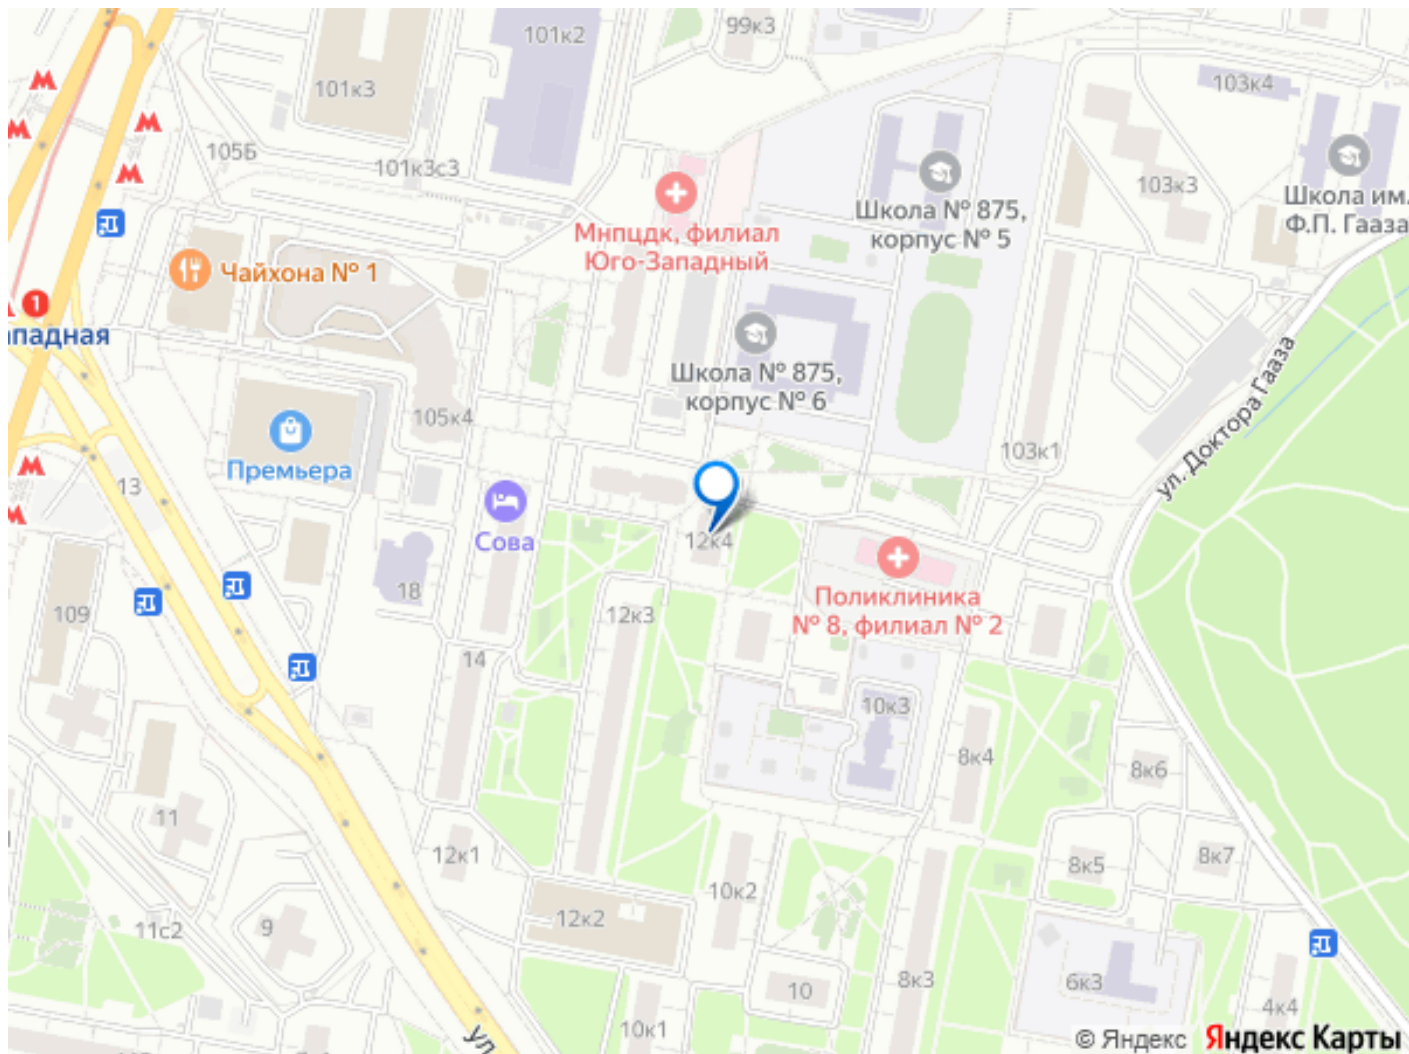 99к3
101к2
101к3
103к4
105Б
101к3с3
103к3
Школа им.
Ф.П. Гааза
Школа № 875,
корпус № 5
Мнпцдк, филиал
Юго-Западный
Чайхона № 1
1
ападная
Школа № 875,
корпус № 6
ул. Доктора Гааза
105к4
103к1
Премьера
13
Сова
12к4
18
Поликлиника
№ 8, филиал № 2
109
12к3
14
10к3
8к4
8к6
11
12к1
8к5
8к7
10к2
12к2
11с2
9
8к3
6к3
10
4к4
10к1
ул.
© Яндекс Яндекс Карты